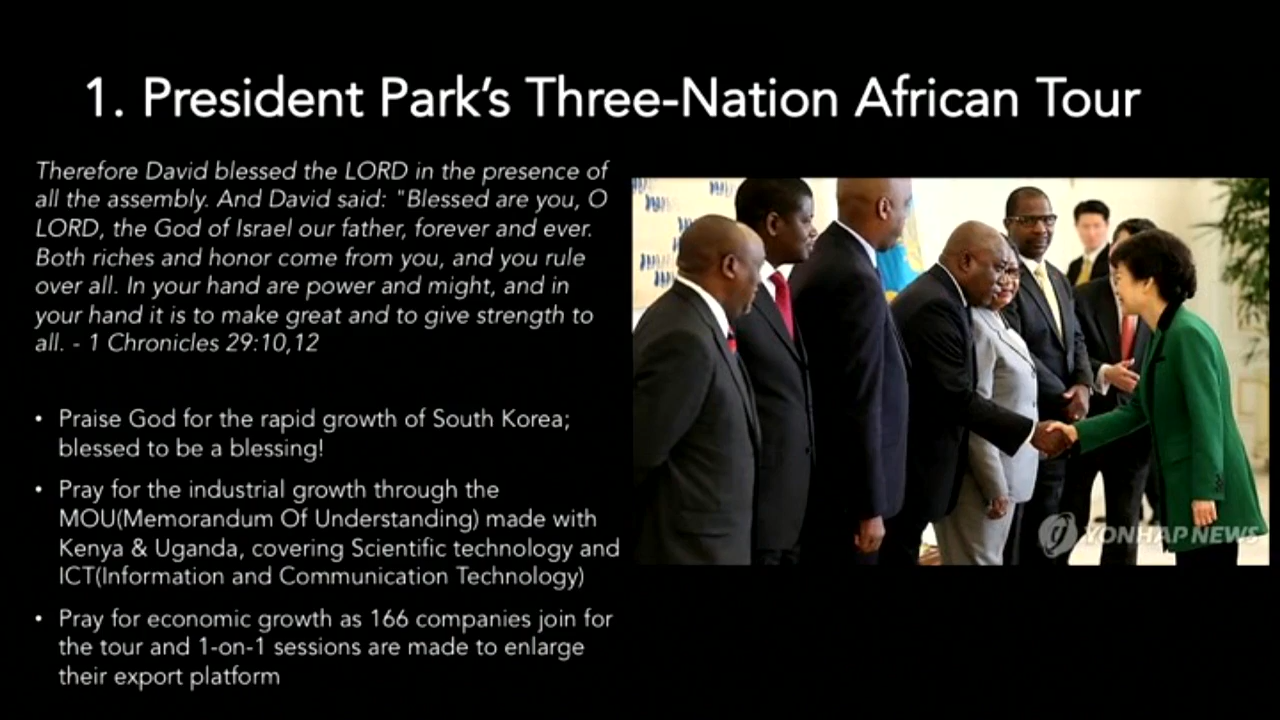 1. President Park's Three-Nation African Tour
Therefore David blessed the LORD in the presence of
all the assembly. And David said: "Blessed are you, O
LORD, the God of Israel our father, forever and ever.
Both riches and honor come from you, and you rule
over all. In your hand are power and might, and in
your hand it is to make great and to give strength to
all. - 1 Chronicles 29:10,12
• Praise God for the rapid growth of South Korea;
blessed to be a blessing!
• Pray for the industrial growth through the
MOU(Memorandum Of Understanding) made with
Kenya & Uganda, covering Scientific technology and
ICT(Information and Communication Technology)
• Pray for economic growth as 166 companies join for
the tour and 1-on-1 sessions are made to enlarge
their export platform
YONHAP NEWS